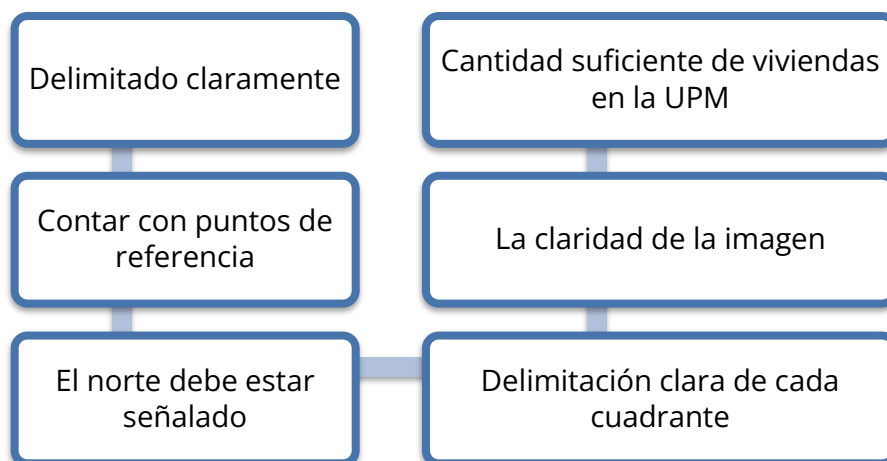 Delimitado claramente
Contar con puntos de
referencia
El norte debe estar
señalado
Delimitación clara de cada
cuadrante
La claridad de la imagen
Cantidad suficiente de viviendas
en la UPM